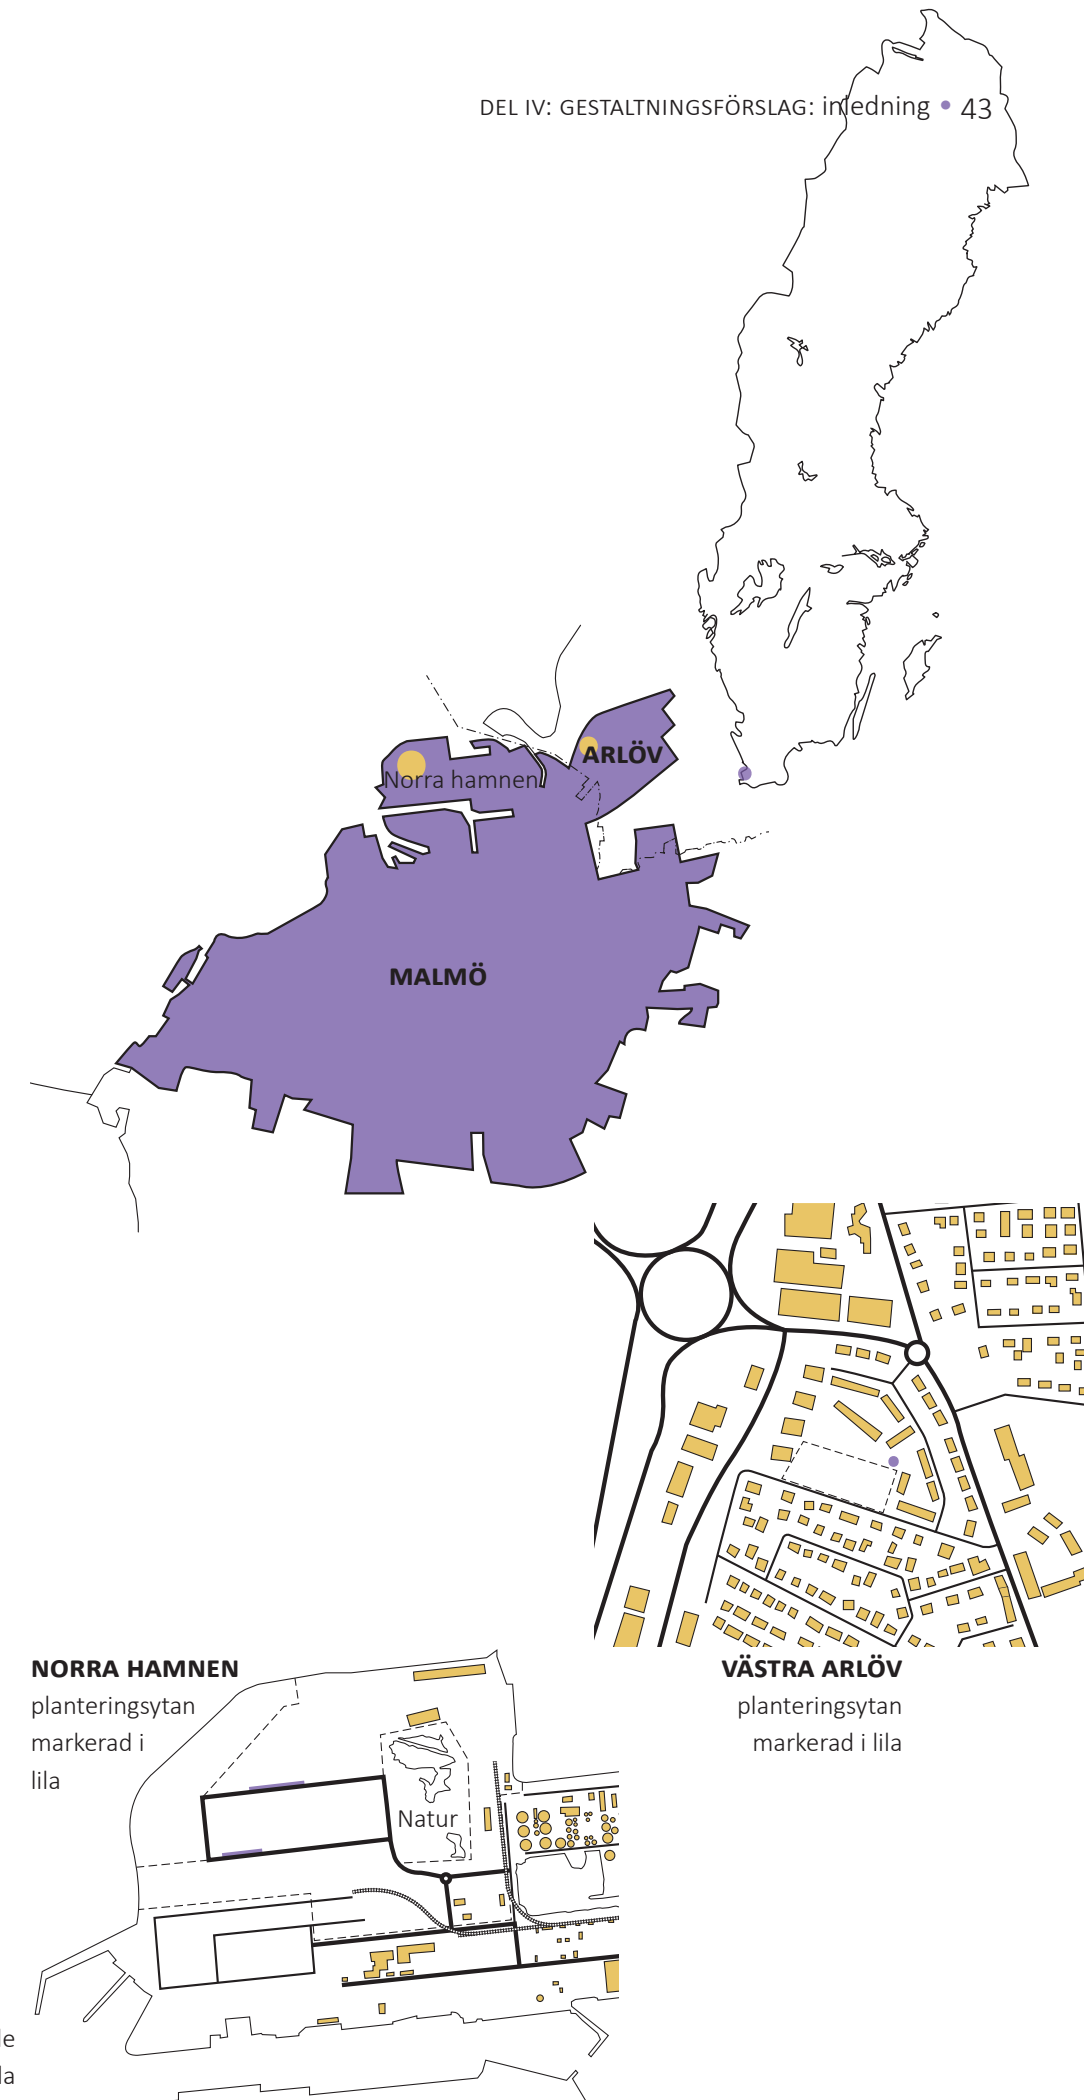 DEL IV: GESTALTNINGSFÖRSLAG: inledning • 43
ARLÖV
Norra hamnen
MALMÖ
NORRA HAMNEN
planteringsytan
markerad i
lila
VÄSTRA ARLÖV
planteringsytan
markerad i lila
Natur